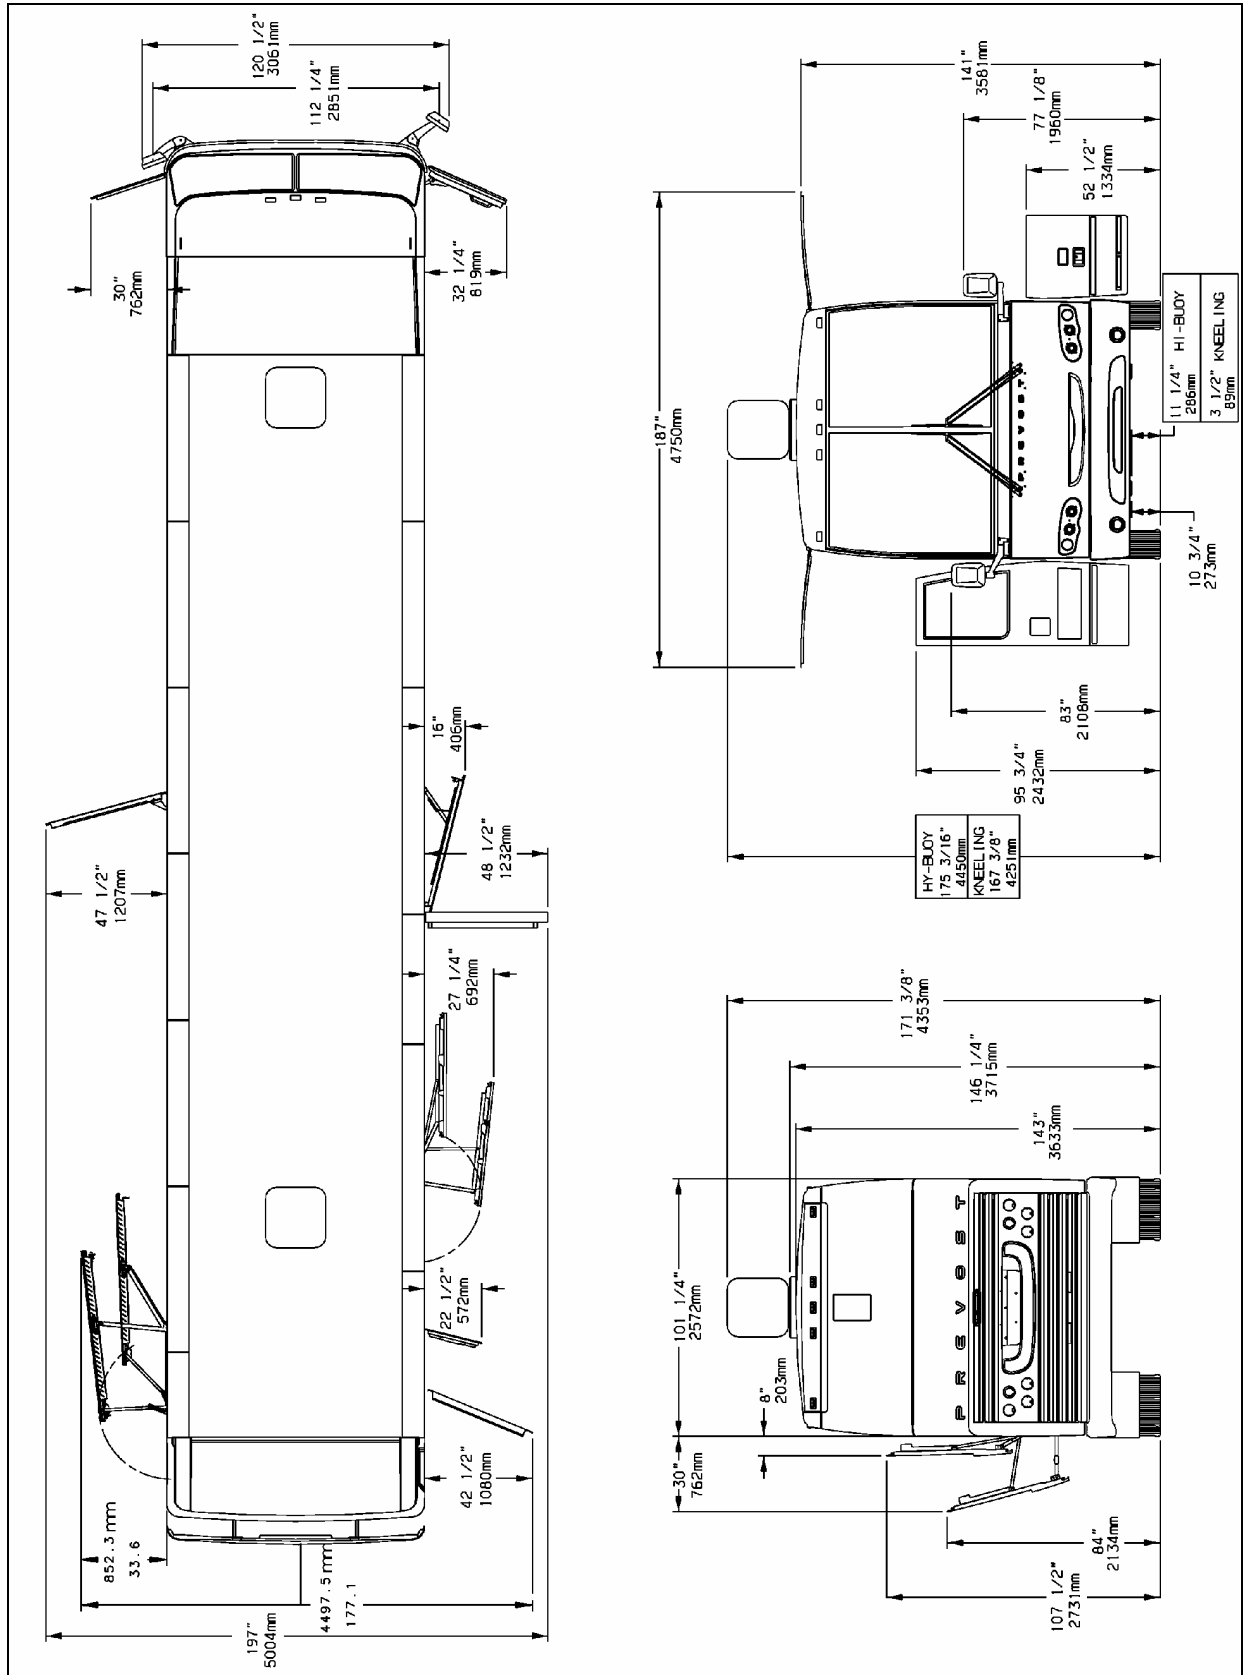 120 1/2"
3061mm
112 1/4"
2851mm
30"
762mm
32 1/4"
819mm
16"
406mm
47 1/2"
1207mm
48 1/2"
1232mm
27 1/4"
692mm
22 1/2"
572mm
42 1/2"
1080mm
852.3 mm
33.6
4497.5 mm
177.1
197"
5004mm
141"
3581mm
77 1/8"
1960mm
52 1/2"
1334mm
187"
4750mm
PREVOST
11 1/4" HI-BUOY
286mm
3 1/2" KNEELING
89mm
10 3/4"
273mm
83"
2108mm
95 3/4"
2432mm
HY-BUOY
175 3/16"
4450mm
KNEELING
167 3/8"
4251mm
171 3/8"
4353mm
146 1/4"
3715mm
143"
3633mm
101 1/4"
2572mm
PREVOST
8"
203mm
30"
762mm
84"
2134mm
107 1/2"
2731mm